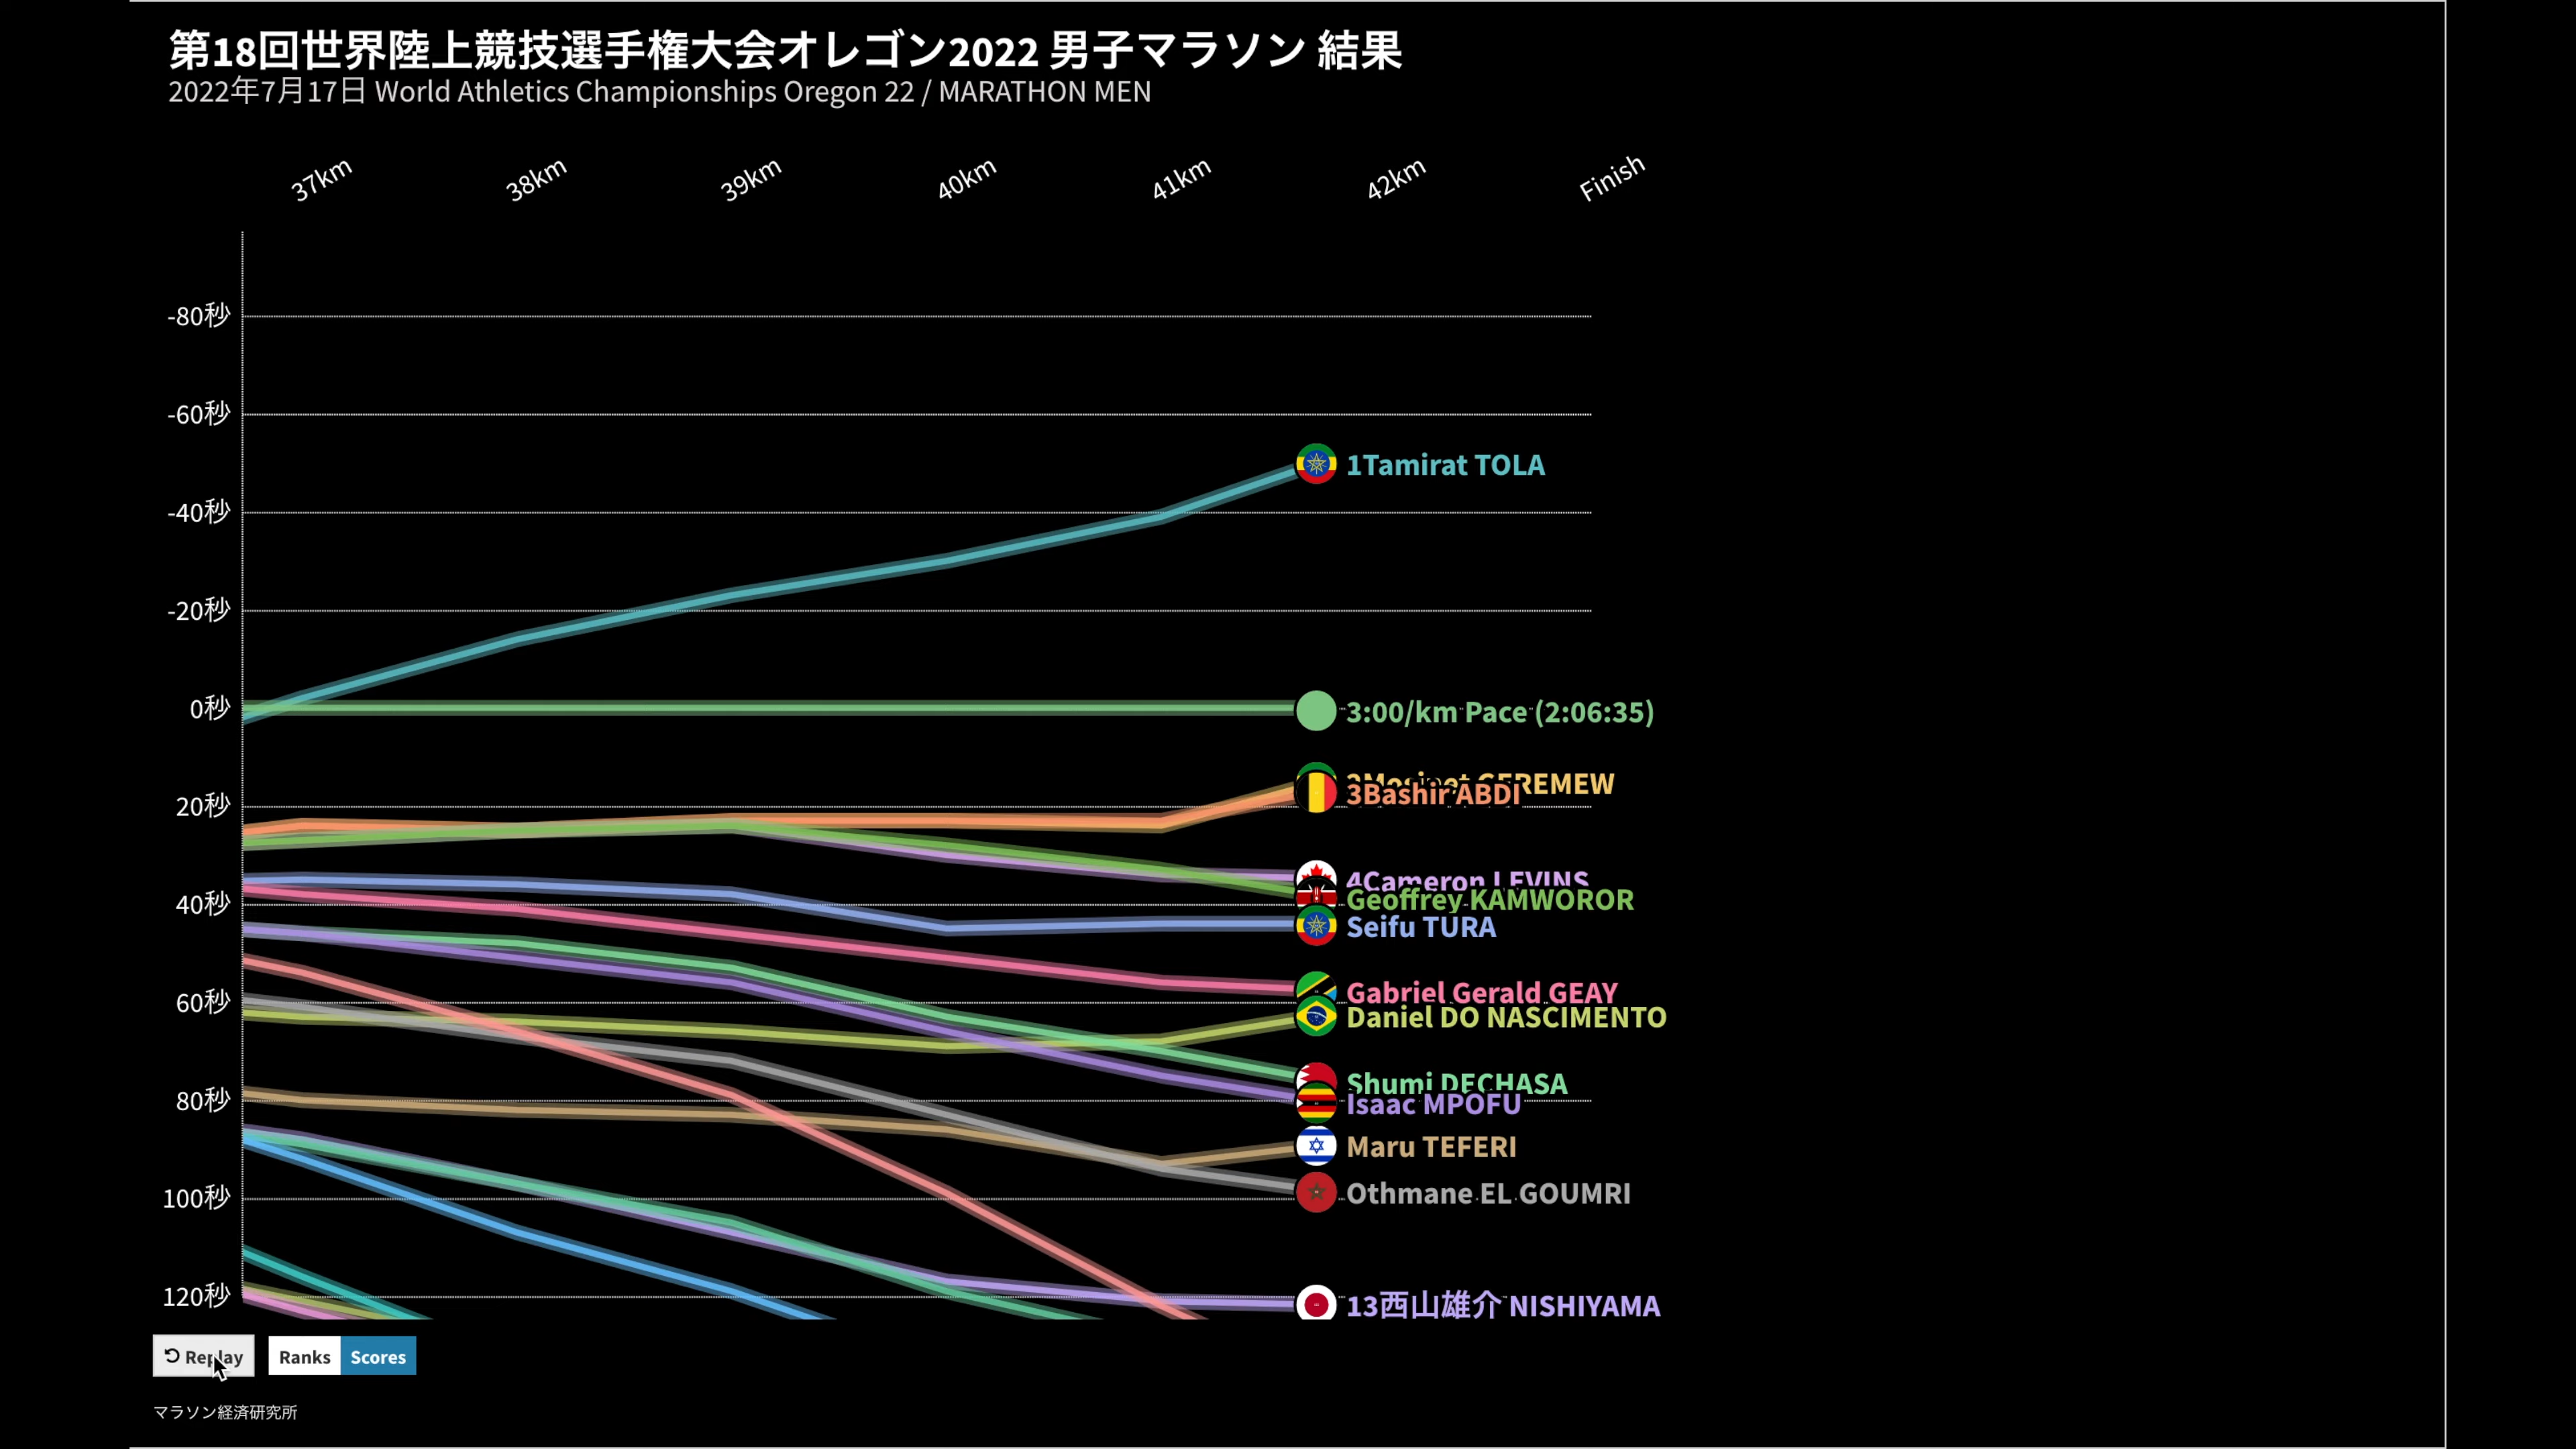 第18回世界陸上競技選手権大会オレゴン2022 男子マラソン 結果
2022年7月17日 World Athletics Championships Oregon 22 / MARATHON MEN
37km
38km
39km
40km
41km
42km
Finish
-80秒
-60秒
-40秒
-20秒
0秒
20秒
40秒
60秒
80秒
100秒
120秒
1Tamirat TOLA
3:00/km Pace (2:06:35)
GEREMEW
3Bashir ABDI
4Cameron LEVINS
Geoffrey KAMWOROR
Seifu TURA
Gabriel Gerald GEAY
Daniel DO NASCIMENTO
Shumi DECHASA
Isaac MPOFU
Maru TEFERI
Othmane EL GOUMRI
13西山雄介 NISHIYAMA
Replay
Ranks
Scores
マラソン経済研究所